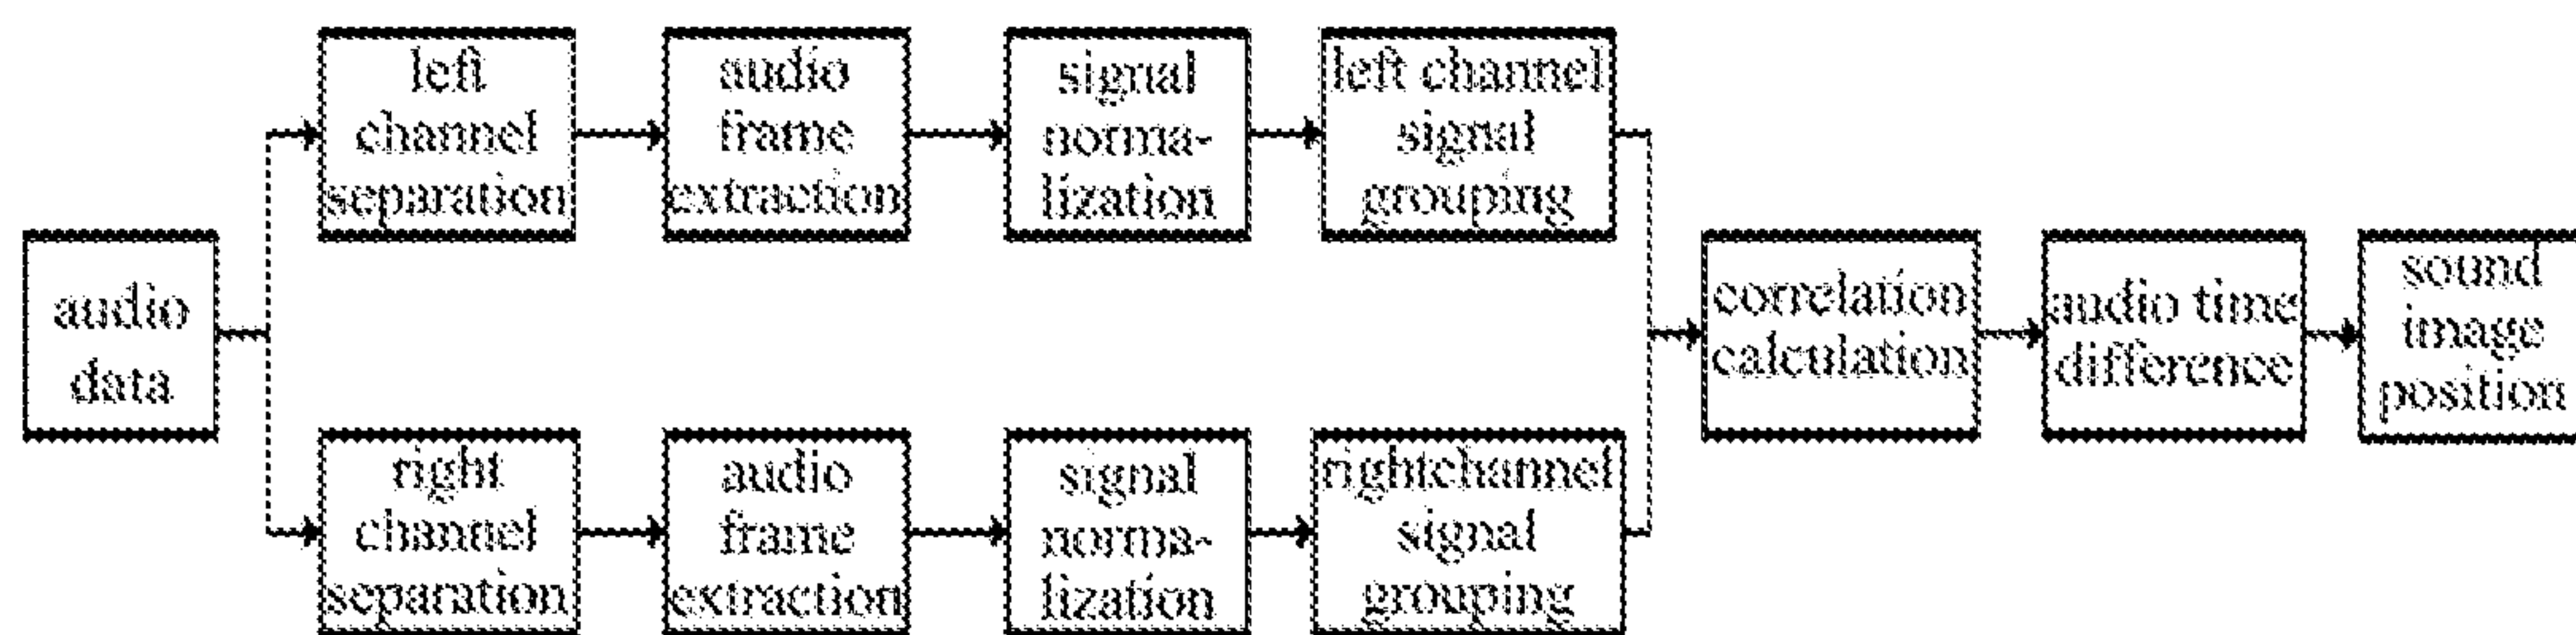 audio
data
left
channel
separation
audio
frame
extraction
signal
norma-
lization
left channel
signal
grouping
right
channel
separation
audio
frame
extraction
signal
norma-
lization
rightchannel
signal
grouping
correlation
calculation
audio time
difference
sound
image
position